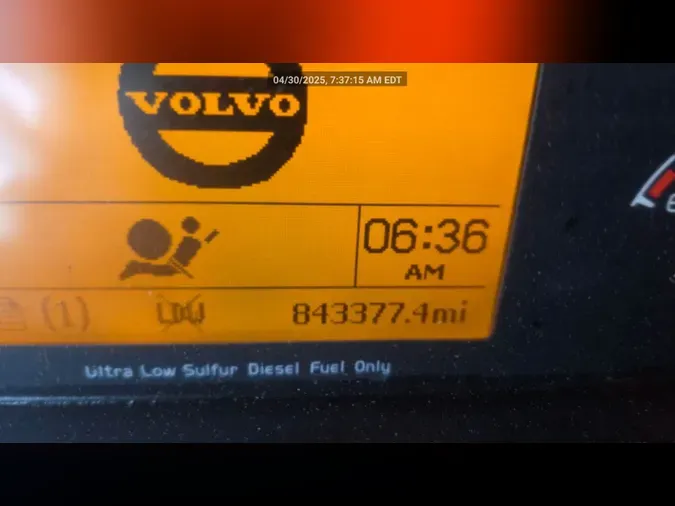 04/30/2025, 7:37:15 AM EDT
VOLVO
06:36
AM
(1)
LDW
843377.4mi
Ultra Low Sulfur Diesel Fuel Only
E